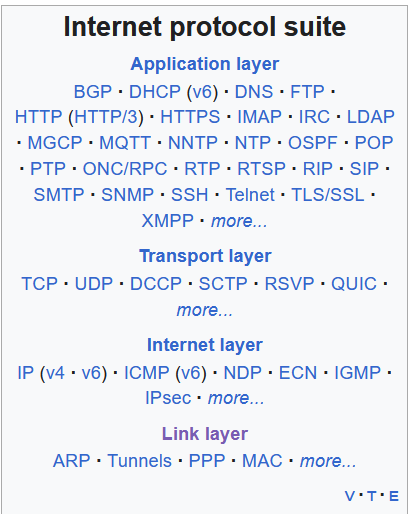 Internet protocol suite
Application layer
BGP · DHCP (v6) · DNS · FTP ·
HTTP (HTTP/3) · HTTPS · IMAP · IRC · LDAP
· MGCP · MQTT · NNTP · NTP · OSPF · POP
· PTP · ONC/RPC · RTP · RTSP · RIP · SIP ·
SMTP · SNMP · SSH · Telnet · TLS/SSL ·
XMPP · more...
Transport layer
TCP · UDP · DCCP · SCTP · RSVP · QUIC ·
more...
Internet layer
IP (v4 · v6) · ICMP (v6) · NDP · ECN · IGMP ·
IPsec · more...
Link layer
ARP · Tunnels · PPP · MAC · more...
V · T · E